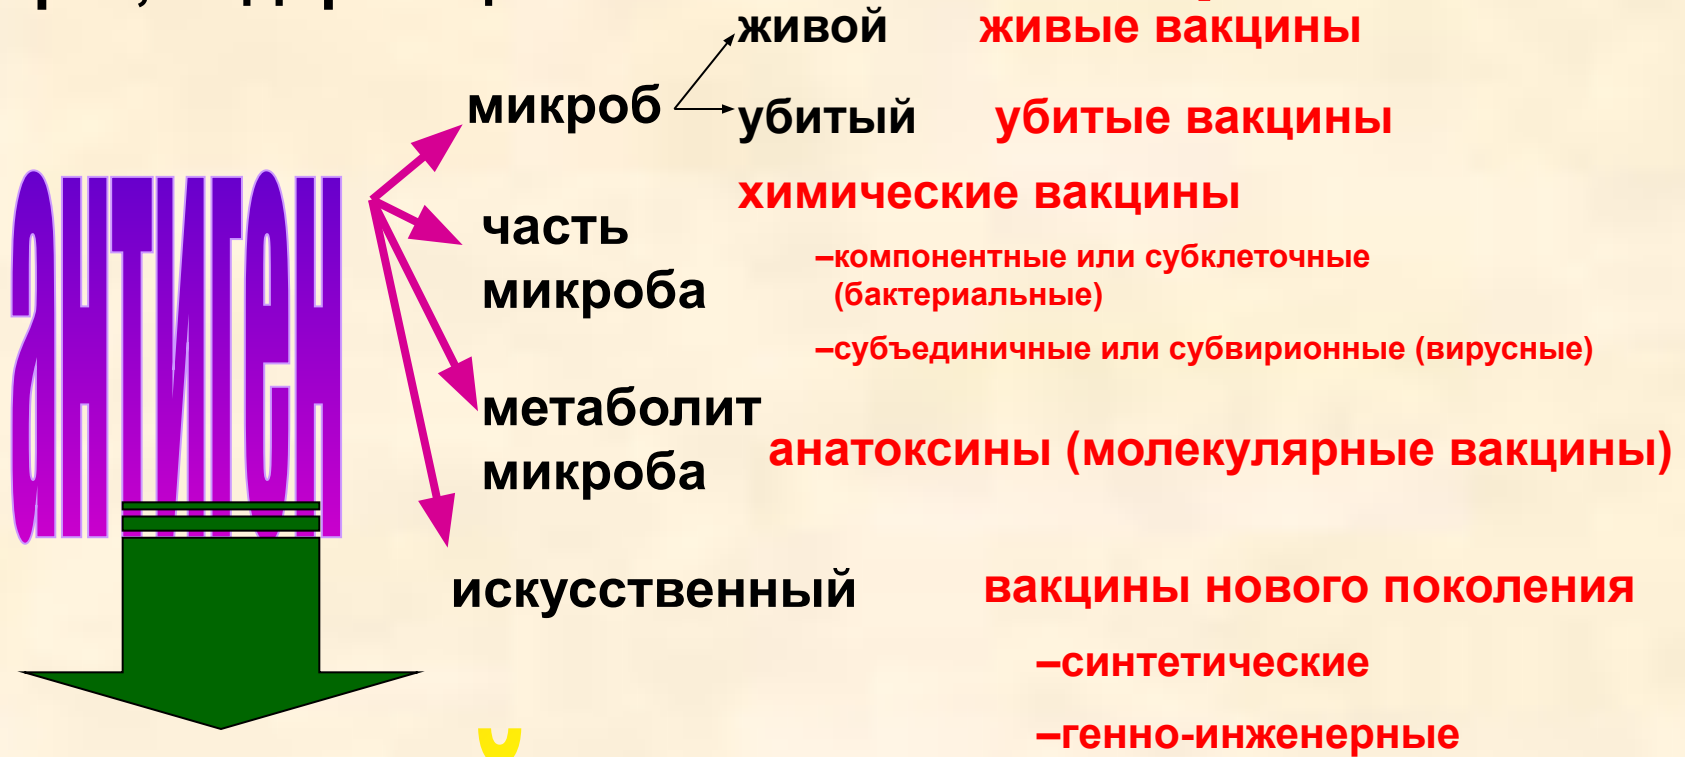 живой живые вакцины
микроб
убитый убитые вакцины
антиген
химические вакцины
часть
микроба
–компонентные или субклеточные
(бактериальные)
–субъединичные или субвирионные (вирусные)
метаболит
микроба
анатоксины (молекулярные вакцины)
искусственный вакцины нового поколения
–синтетические
–генно-инженерные